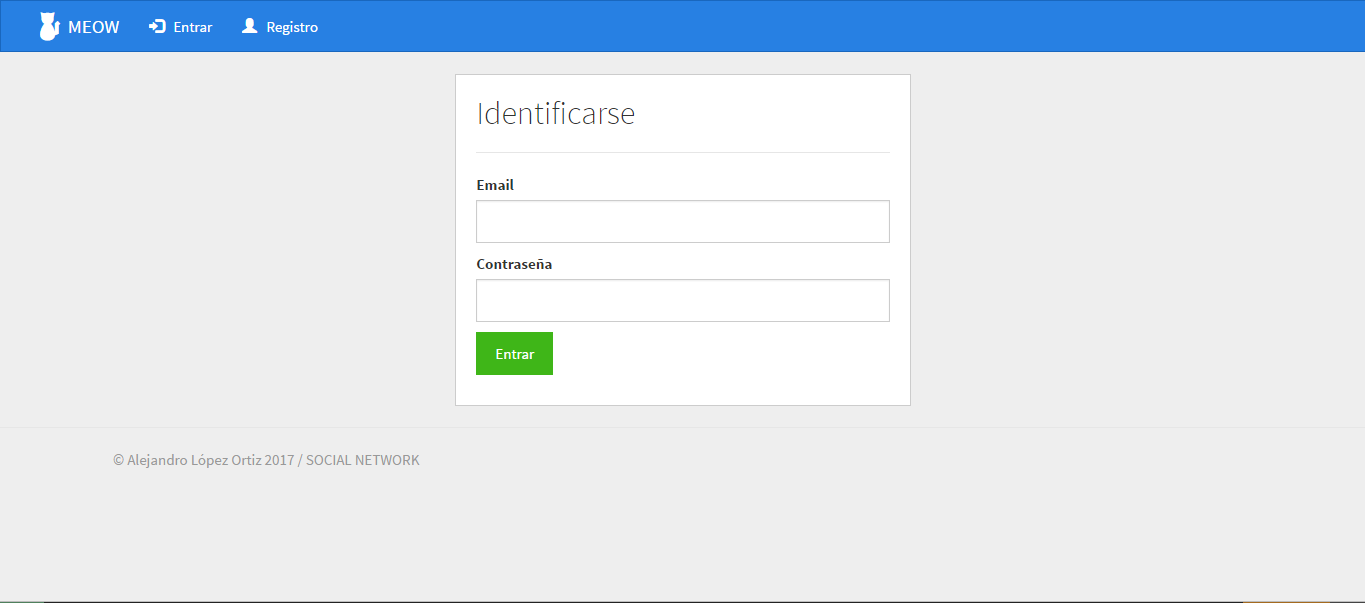 MEOW Entrar Registro
Identificarse
Email
Contraseña
Entrar
© Alejandro López Ortiz 2017 / SOCIAL NETWORK